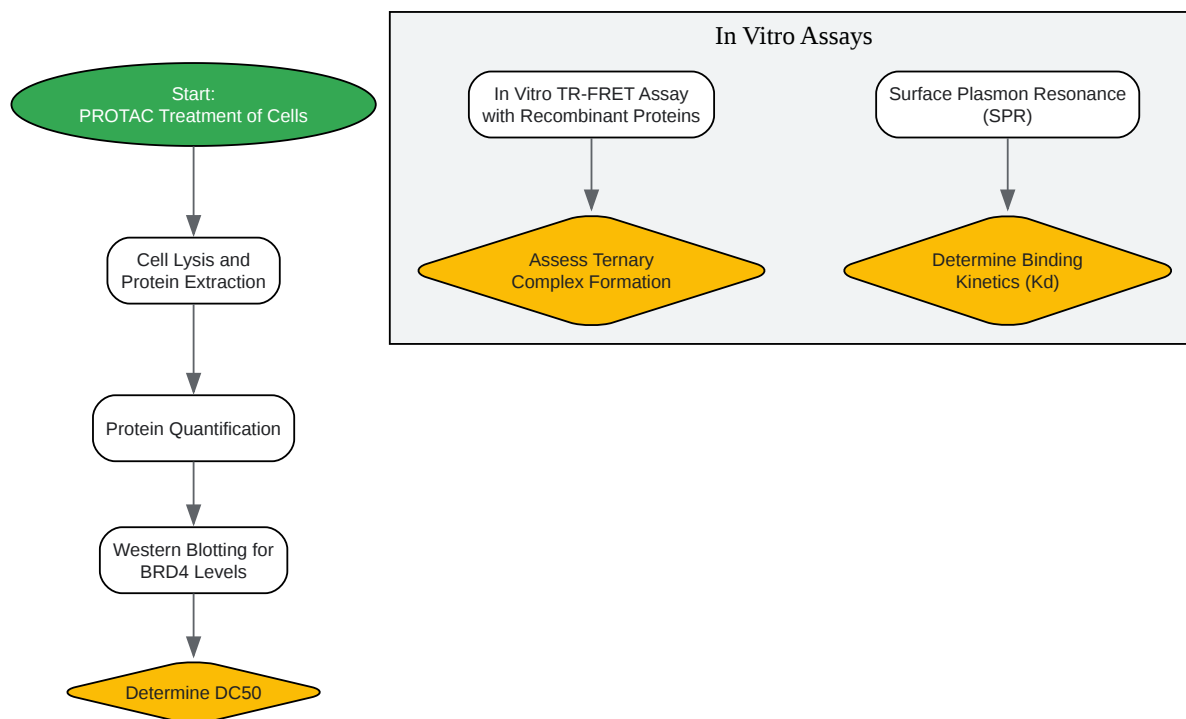 Start:
PROTAC Treatment of Cells
Cell Lysis and
Protein Extraction
Protein Quantification
Western Blotting for
BRD4 Levels
Determine DC50
In Vitro Assays
In Vitro TR-FRET Assay
with Recombinant Proteins
Assess Ternary
Complex Formation
Surface Plasmon Resonance
(SPR)
Determine Binding
Kinetics (Kd)